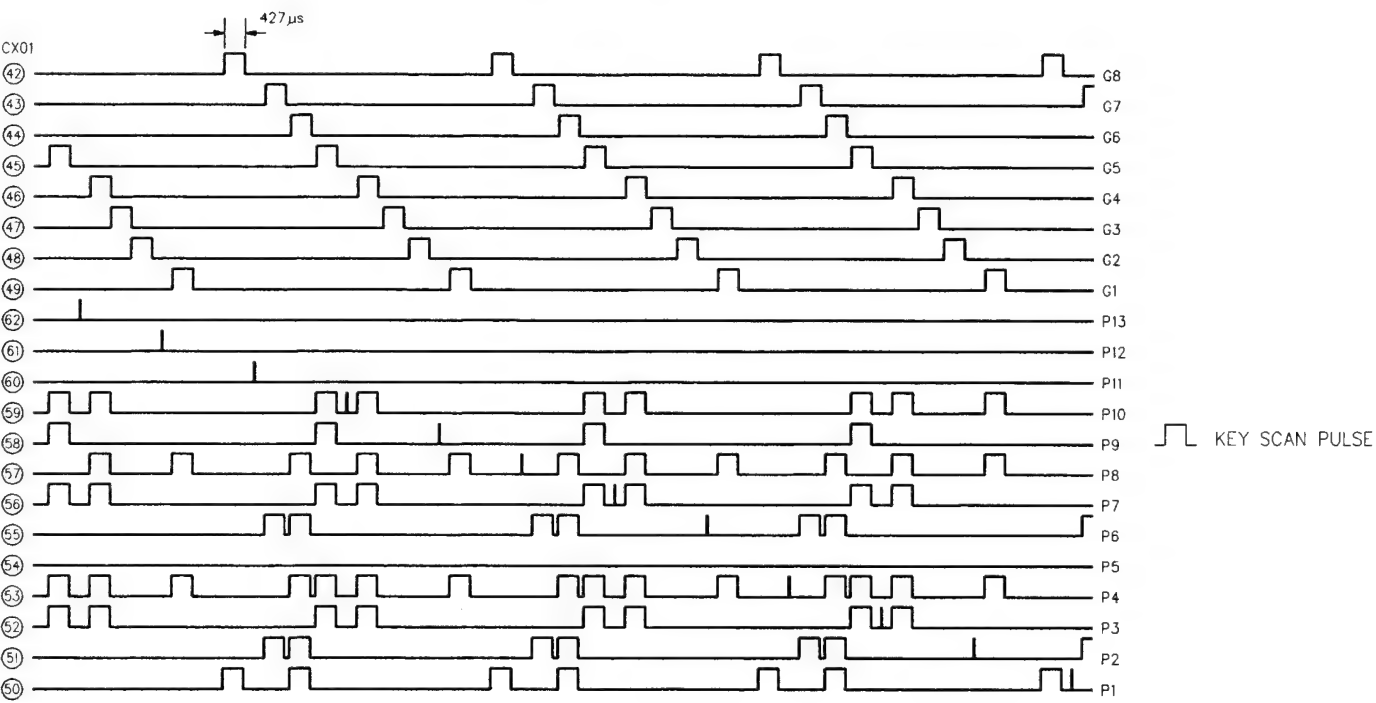 427μs
CX01
42 G8
43 G7
44 G6
45 G5
46 G4
47 G3
48 G2
49 G1
62 P13
61 P12
60 P11
59 P10
58 P9
57 P8
56 P7
55 P6
54 P5
53 P4
52 P3
51 P2
50 P1
KEY SCAN PULSE